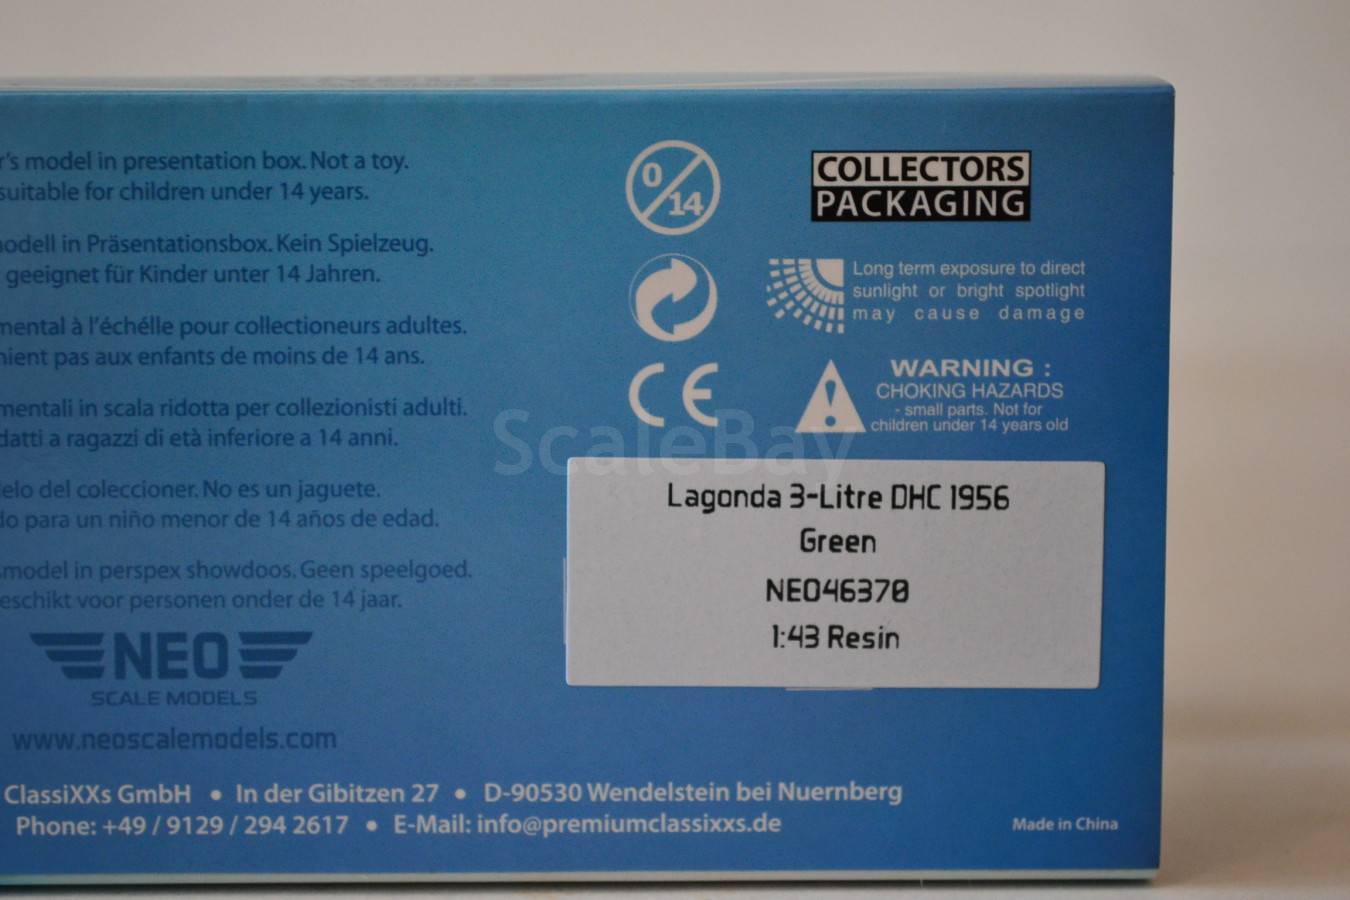 r's model in presentation box. Not a toy.
suitable for children under 14 years.
odell in Präsentationsbox. Kein Spielzeug.
geeignet für Kinder unter 14 Jahren.
mental à l'échélle pour collectioneurs adultes.
nient pas aux enfants de moins de 14 ans.
mentali in scala ridotta per collezionisti adulti.
datti a ragazzi di età inferiore a 14 anni.
elo del coleccioner. No es un jaguete.
do para un niño menor de 14 años de edad.
smodel in perspex showdoos. Geen speelgoed.
eschikt voor personen onder de 14 jaar.
NEO
SCALE MODELS
www.neoscalemodels.com
0
14
CE
COLLECTORS
PACKAGING
Long term exposure to direct
sunlight or bright spotlight
may cause damage
WARNING :
CHOKING HAZARDS
- small parts. Not for
children under 14 years old
ScaleBay
Lagonda 3-Litre DHC 1956
Green
NEO46370
1:43 Resin
ClassiXXs GmbH • In der Gibitzen 27 • D-90530 Wendelstein bei Nuernberg
Phone: +49 / 9129 / 294 2617 • E-Mail: info@premiumclassixxs.de
Made in China